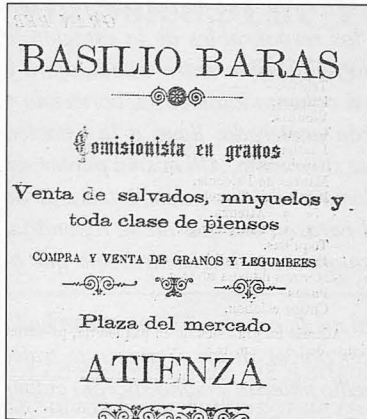 BASILIO BARAS
Comisionista en granos
Venta de salvados, mnyuelos y
toda clase de piensos
COMPRA Y VENTA DE GRANOS Y LEGUMBEES
Plaza del mercado
ATIENZA